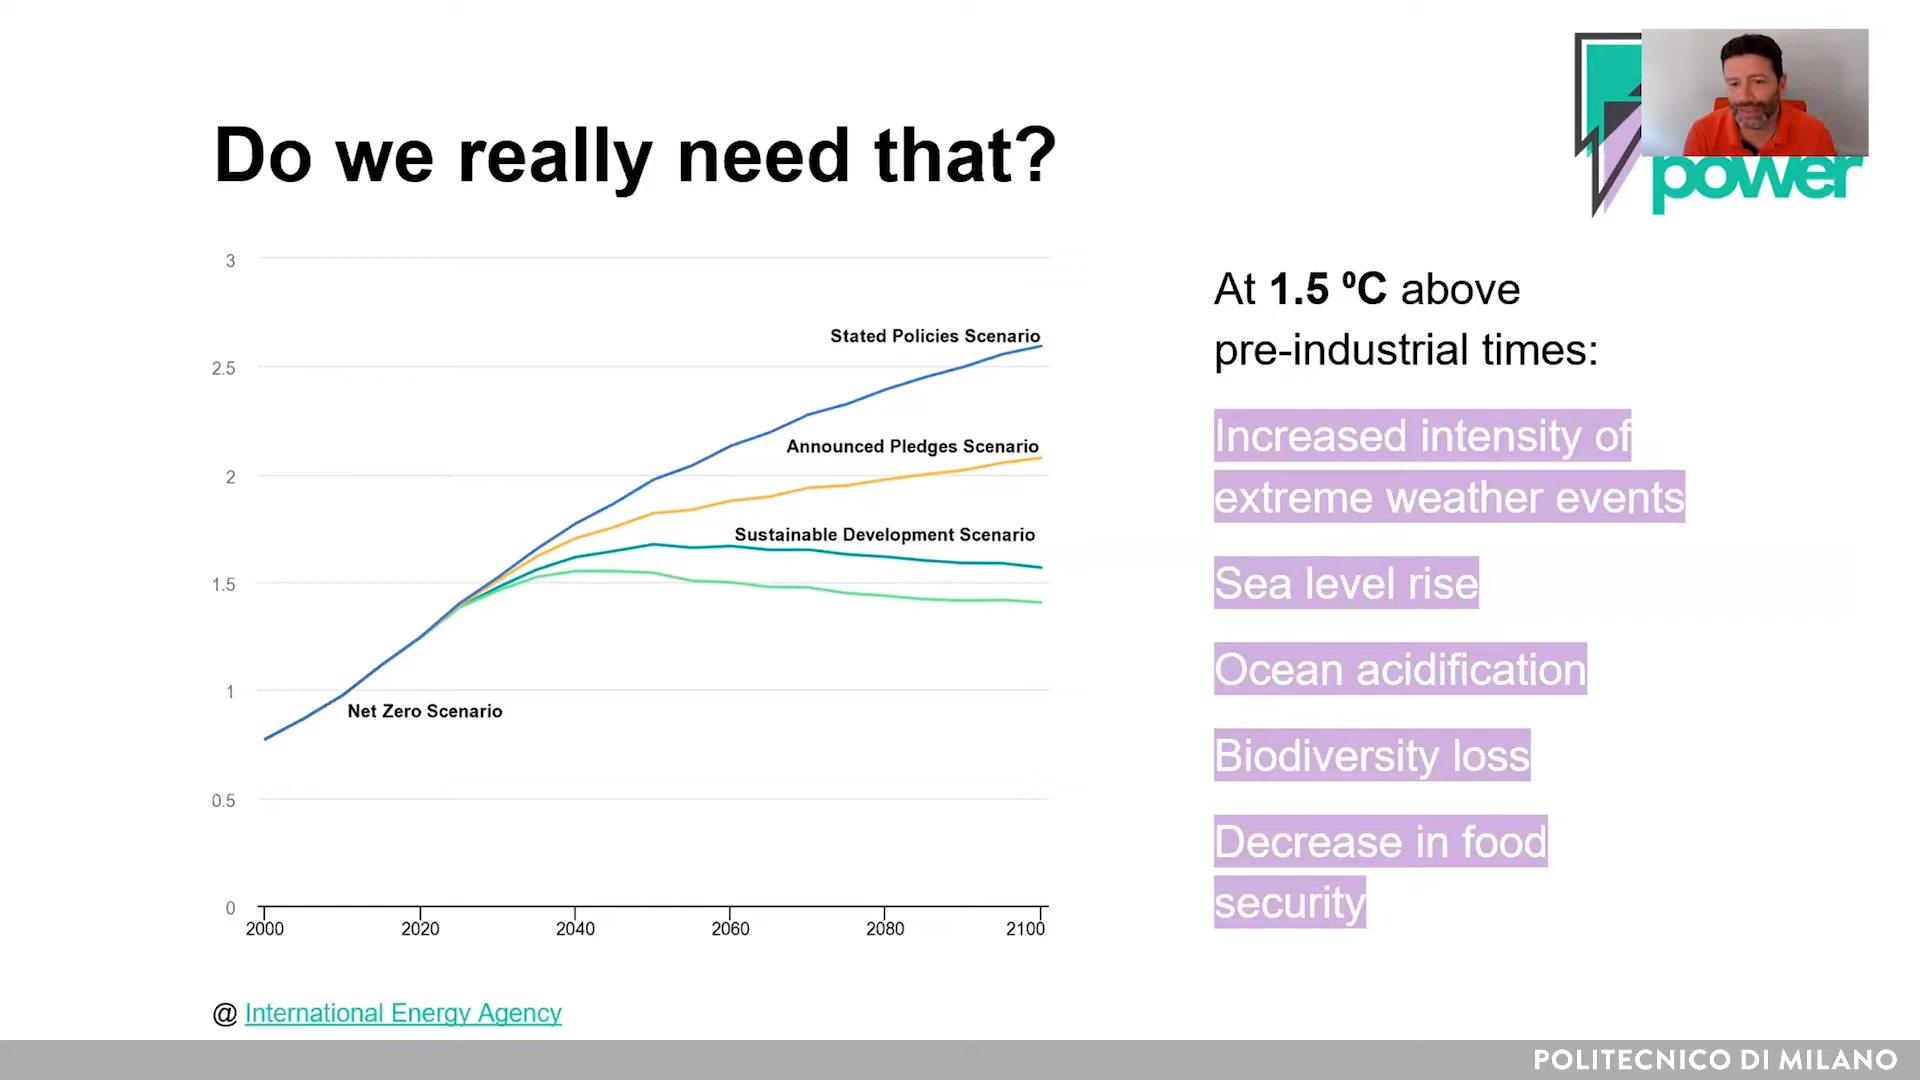 Do we really need that?
power
3
2.5
2
1.5
1
0.5
0
Stated Policies Scenario
Announced Pledges Scenario
Sustainable Development Scenario
Net Zero Scenario
2000 2020 2040 2060 2080 2100
@ International Energy Agency
At 1.5 ºC above
pre-industrial times:
Increased intensity of
extreme weather events
Sea level rise
Ocean acidification
Biodiversity loss
Decrease in food
security
POLITECNICO DI MILANO